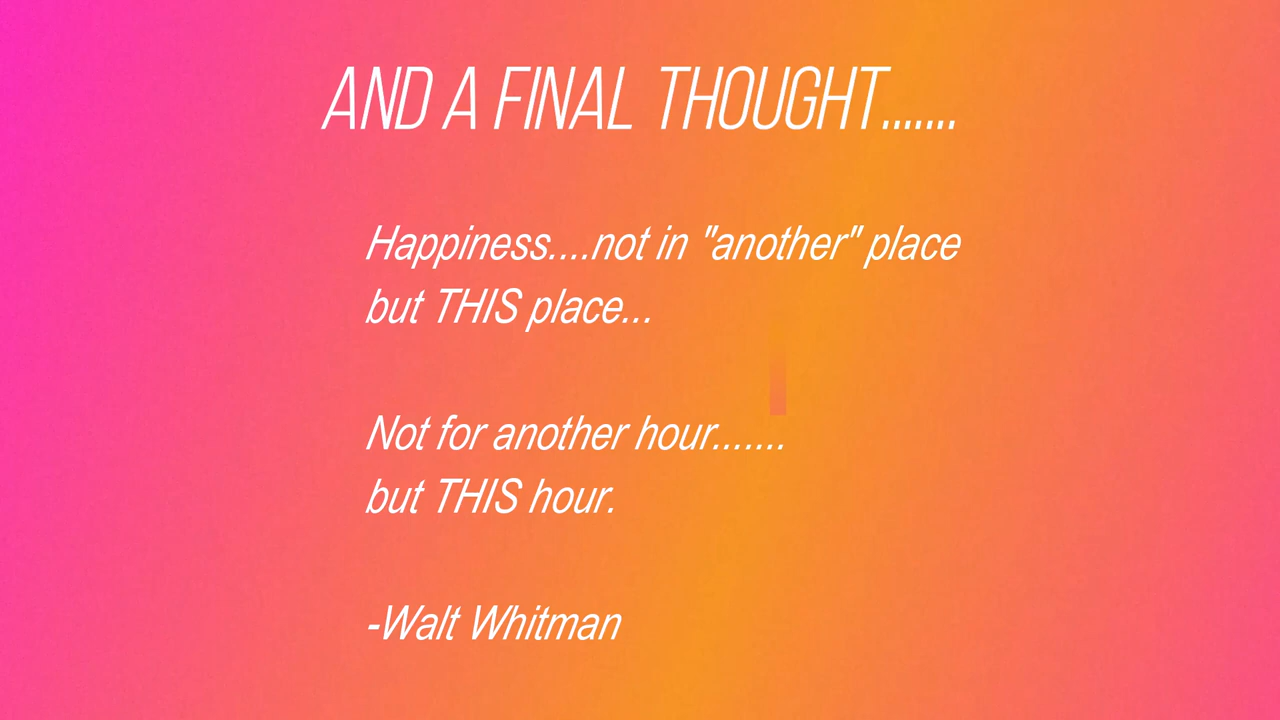 AND A FINAL THOUGHT.......
Happiness....not in "another" place
but THIS place...
Not for another hour.......
but THIS hour.
-Walt Whitman